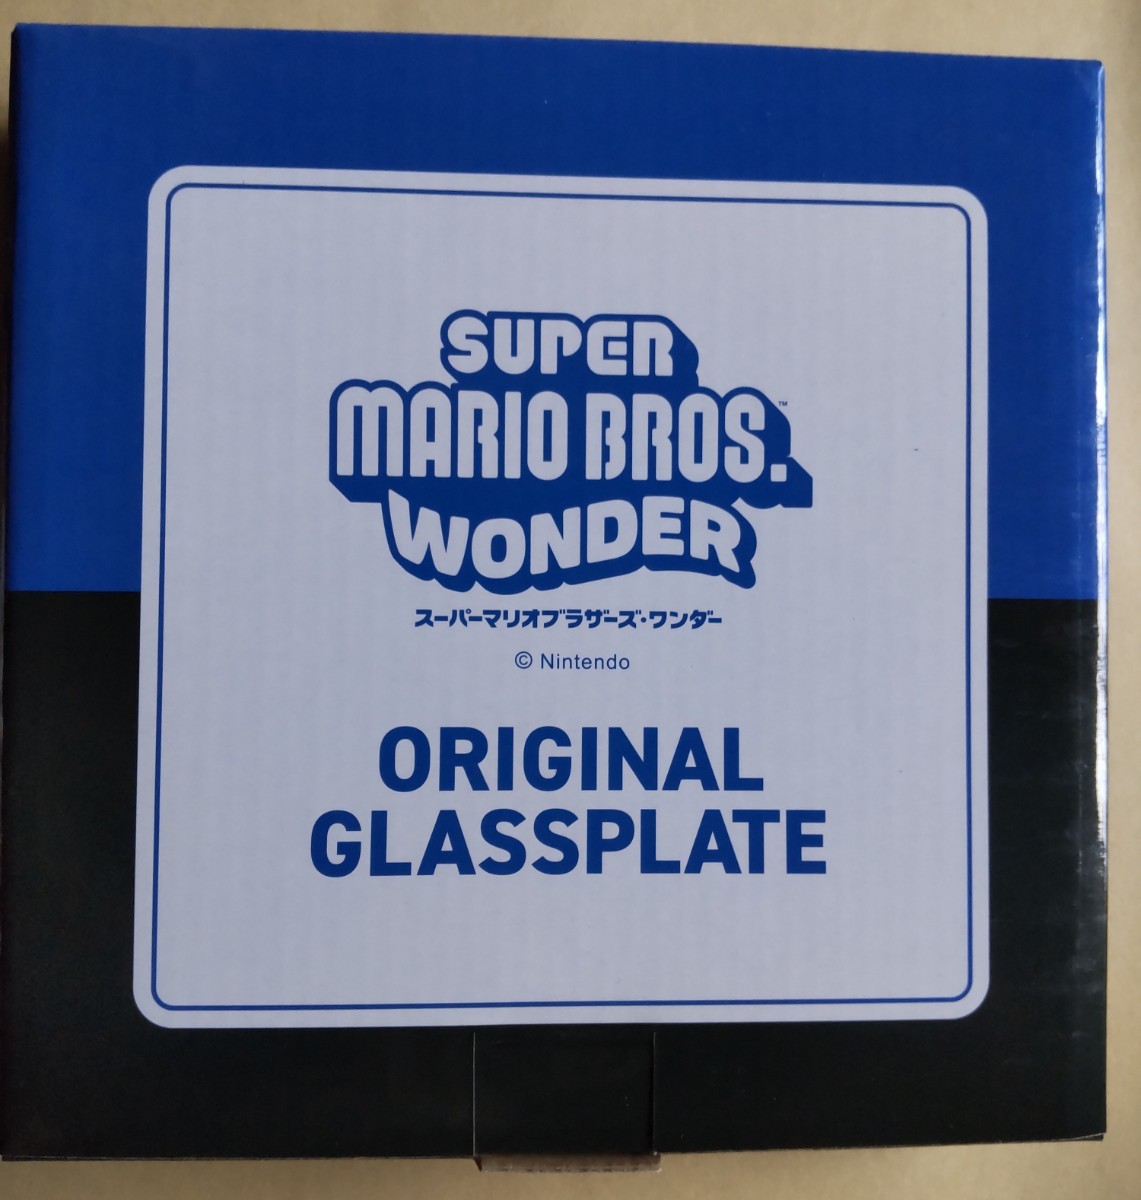 SUPER
MARIO BROS.™
WONDER
スーパーマリオブラザーズ・ワンダー
© Nintendo
ORIGINAL
GLASSPLATE